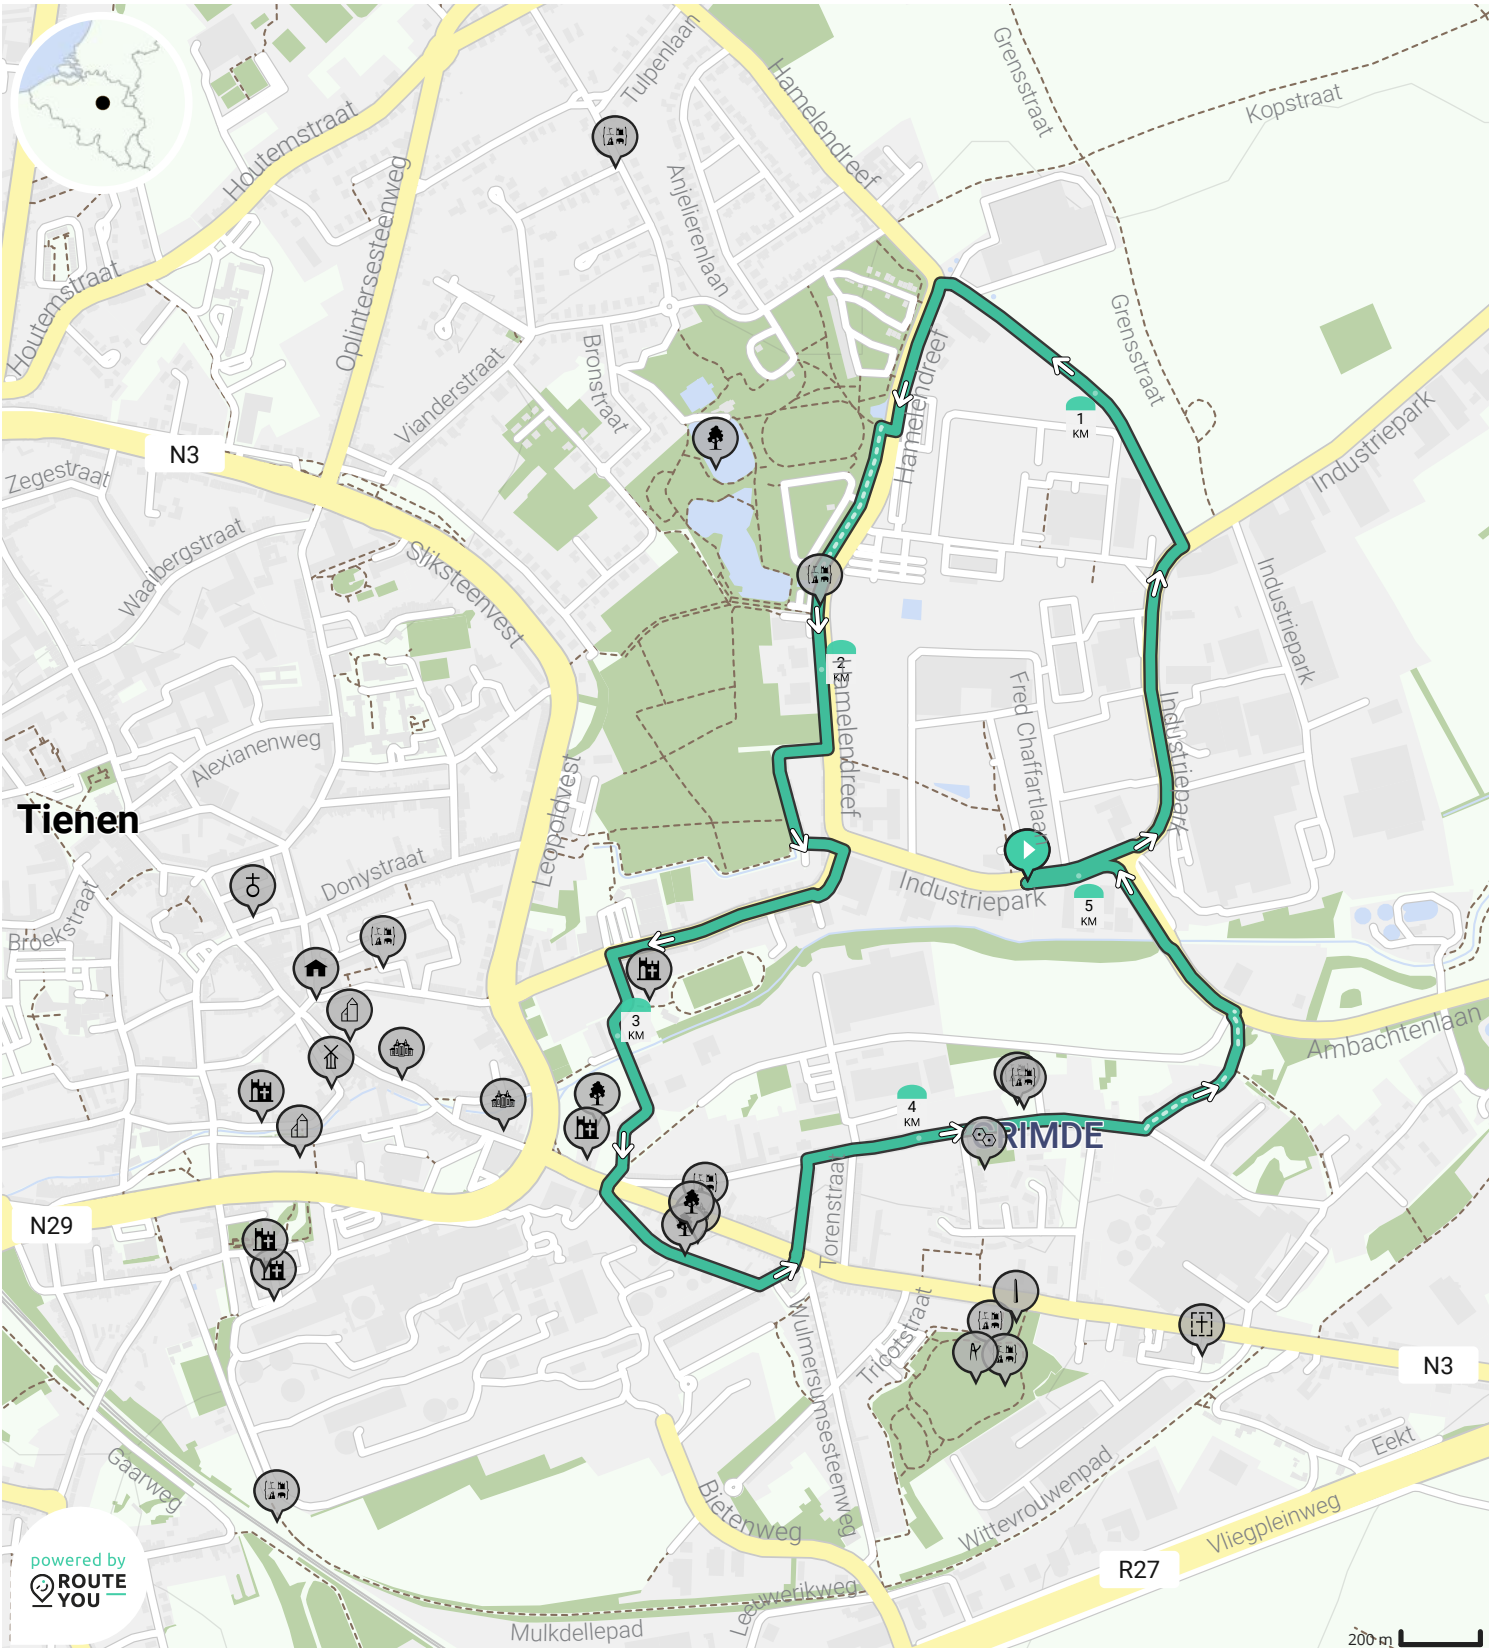 Tulpenlaan
Hamelendreef
Grensstraat
Kopstraat
Houtemstraat
Oplintersesteenweg
Anjelierenlaan
Houtemstraat
Grensstraat
Hamelendreef
Bronstraat
Vianderstraat
1
KM
Industriepark
N3
Zegestraat
Waaibergstraat
Slijksteenvest
Industriepark
2
KM
Hamelendreef
Fred Chaffartlaan
Industriepark
Alexianenweg
Leopoldvest
Tienen
Donystraat
Industriepark
5
KM
Broekstraat
3
KM
Ambachtenlaan
4
KM
GRIMDE
Torenstraat
N29
Tricotstraat
Wulmersumsesteenweg
N3
Eekt
Gaarweg
Bietenweg
Wittevrouwenpad
Vliegpleinweg
R27
powered by
ROUTE
YOU
Leeuwerikweg
Mulkdellepad
200 m